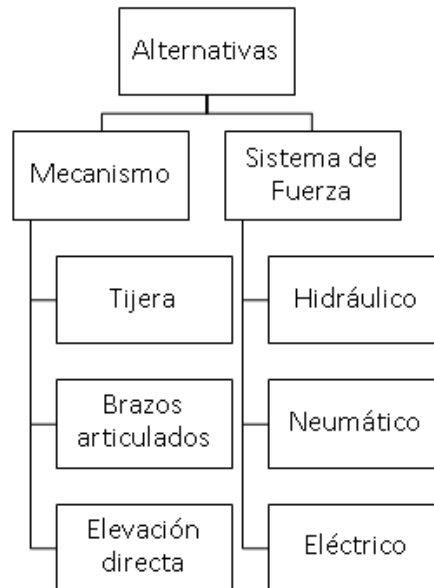 Alternativas
Mecanismo
Sistema de
Fuerza
Tijera
Hidráulico
Brazos
articulados
Neumático
Elevación
directa
Eléctrico